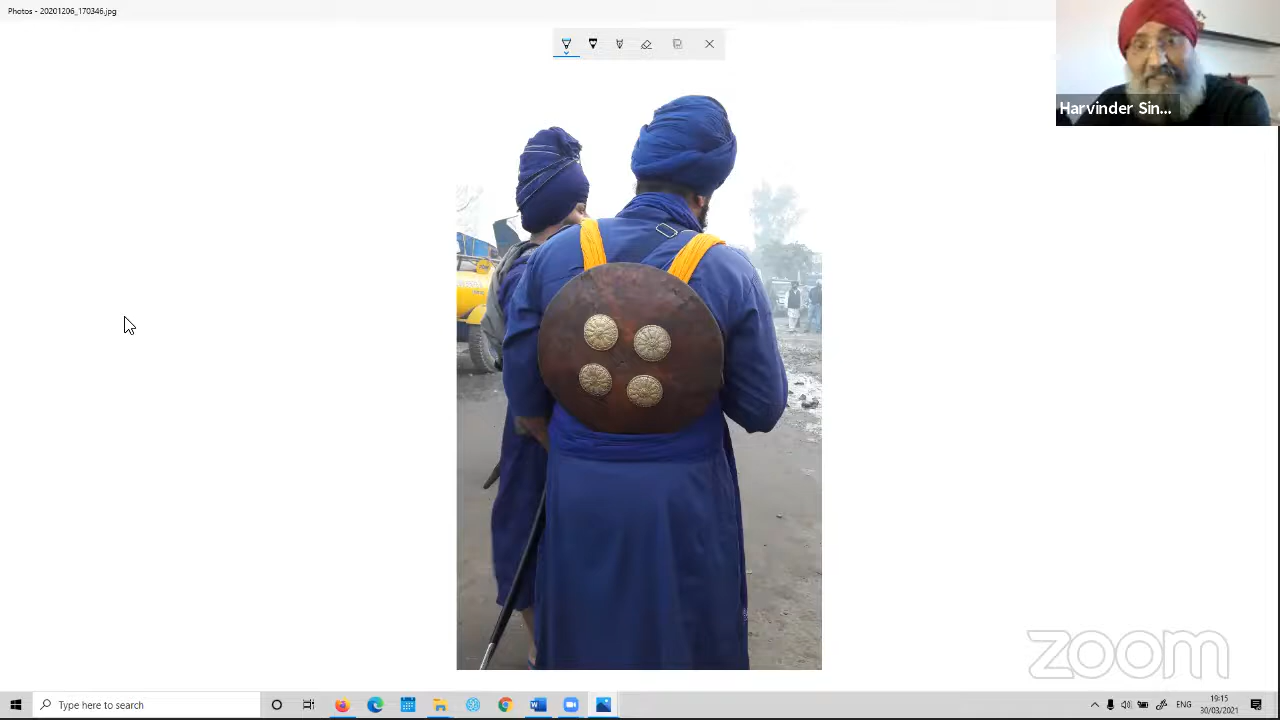 Photos - 20201206_170346.jpg
Harvinder Sin...
zoom
Type here to search
ENG
19:15
30/03/2021